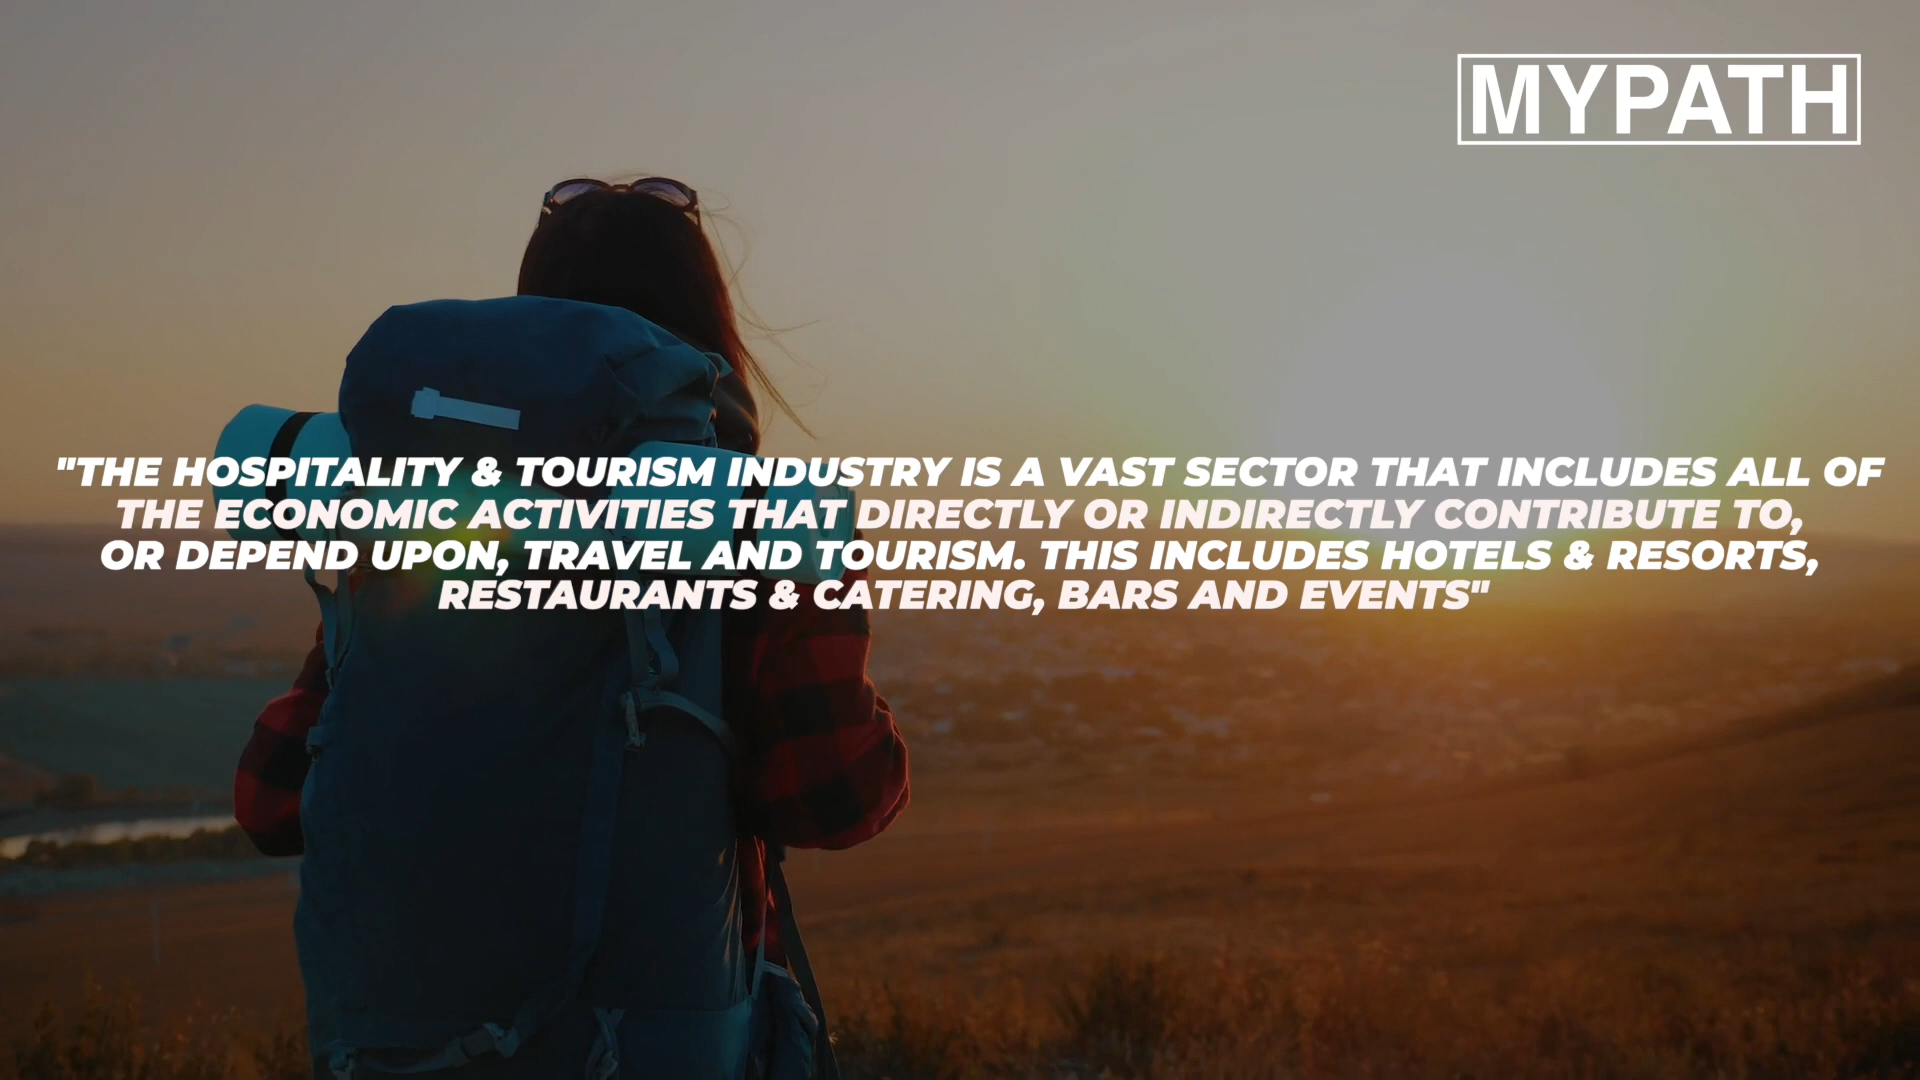 MYPATH
"THE HOSPITALITY & TOURISM INDUSTRY IS A VAST SECTOR THAT INCLUDES ALL OF
THE ECONOMIC ACTIVITIES THAT DIRECTLY OR INDIRECTLY CONTRIBUTE TO,
OR DEPEND UPON, TRAVEL AND TOURISM. THIS INCLUDES HOTELS & RESORTS,
RESTAURANTS & CATERING, BARS AND EVENTS"